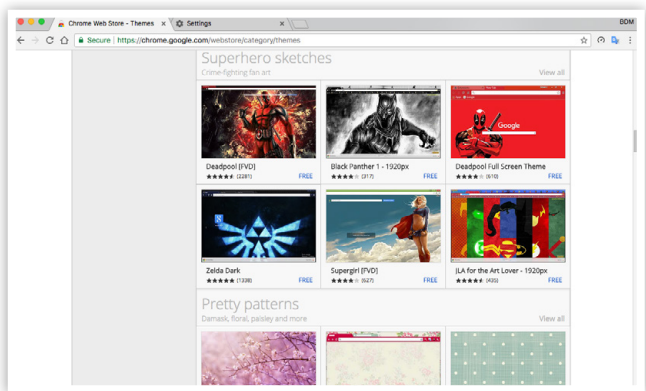 Chrome Web Store - Themes
Settings
BDM
Secure | https://chrome.google.com/webstore/category/themes
Superhero sketches
Crime-fighting fan art
View all
Google
Deadpool [FVD]
Black Panther 1 - 1920px
Deadpool Full Screen Theme
(2281)
FREE
(317)
FREE
(610)
FREE
Zelda Dark
Supergirl [FVD]
JLA for the Art Lover - 1920px
(1338)
FREE
(627)
FREE
(435)
FREE
Pretty patterns
Damask, floral, paisley and more
View all